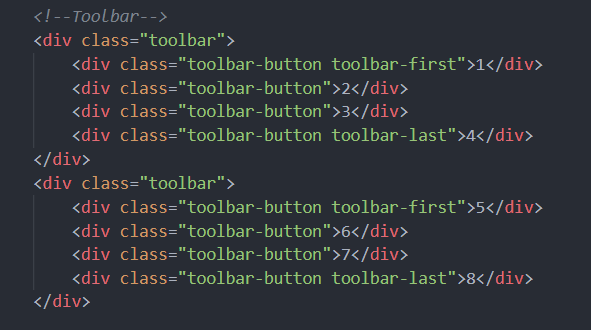 <!--Toolbar-->
<div class="toolbar">
<div class="toolbar-button toolbar-first">1</div>
<div class="toolbar-button">2</div>
<div class="toolbar-button">3</div>
<div class="toolbar-button toolbar-last">4</div>
</div>
<div class="toolbar">
<div class="toolbar-button toolbar-first">5</div>
<div class="toolbar-button">6</div>
<div class="toolbar-button">7</div>
<div class="toolbar-button toolbar-last">8</div>
</div>